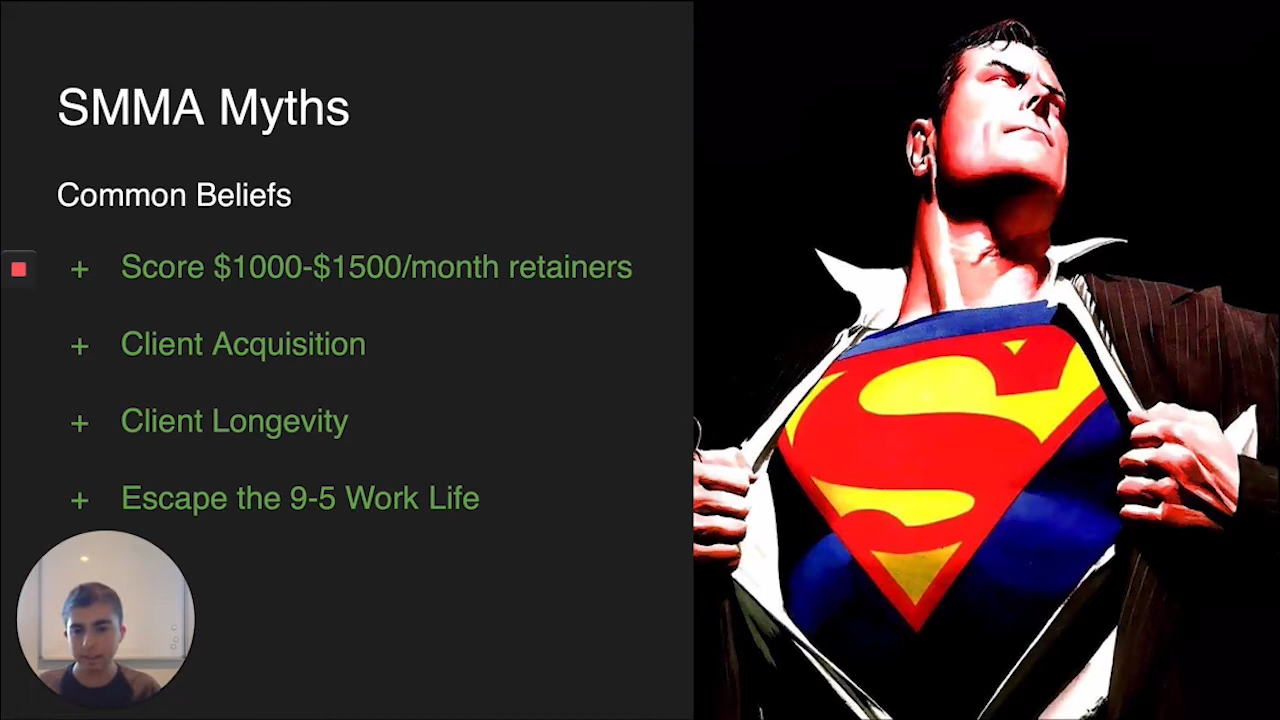 SMMA Myths
Common Beliefs
+ Score $1000-$1500/month retainers
+ Client Acquisition
+ Client Longevity
+ Escape the 9-5 Work Life
S